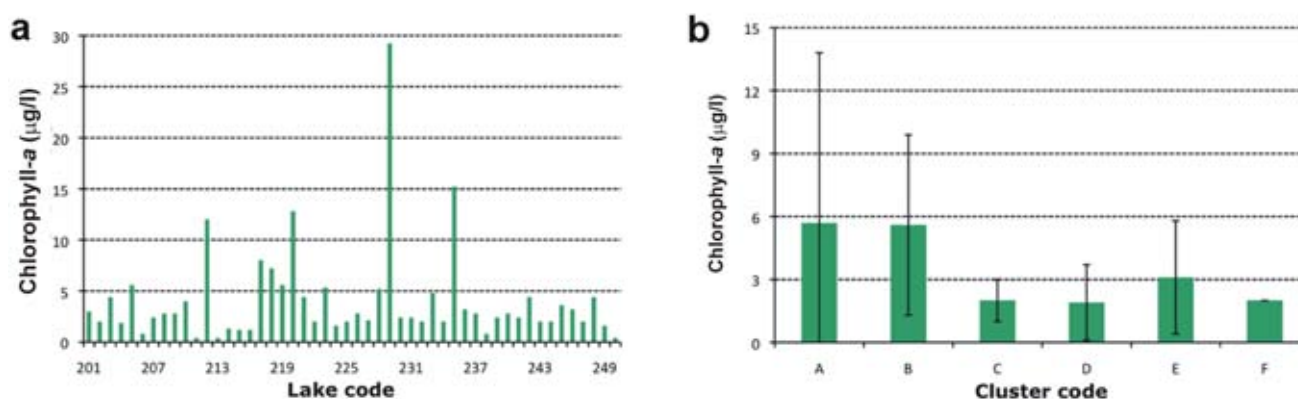 a
Chlorophyll-a (µg/l)
30
25
20
15
10
5
0
201 207 213 219 225 231 237 243 249
Lake code
b
Chlorophyll-a (µg/l)
15
12
9
6
3
0
A B C D E F
Cluster code